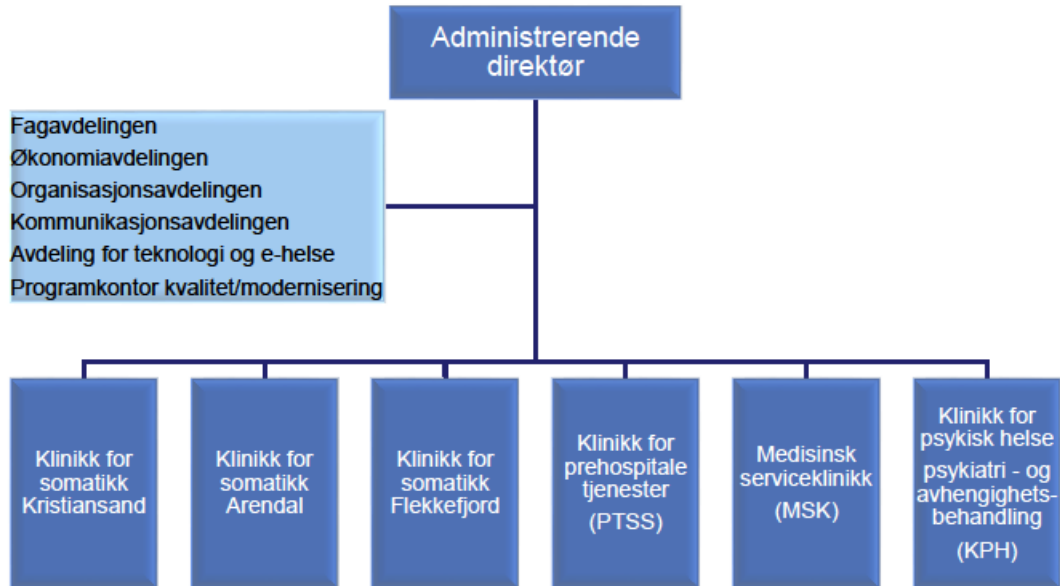 Administrerende
direktør
Fagavdelingen
Økonomiavdelingen
Organisasjonsavdelingen
Kommunikasjonsavdelingen
Avdeling for teknologi og e-helse
Programkontor kvalitet/modernisering
Klinikk for
somatikk
Kristiansand
Klinikk for
somatikk
Arendal
Klinikk for
somatikk
Flekkefjord
Klinikk for
prehospitale
tjenester
(PTSS)
Medisinsk
serviceklinikk
(MSK)
Klinikk for
psykisk helse
psykiatri - og
avhengighets-
behandling
(KPH)